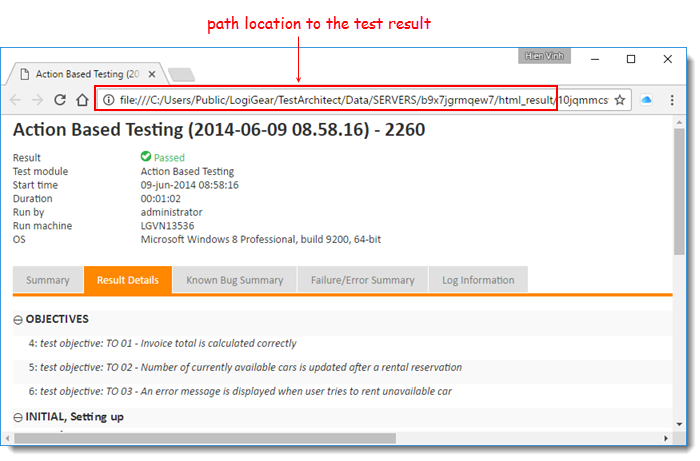 path location to the test result
Hien Vinh
Action Based Testing (20
file:///C:/Users/Public/LogiGear/TestArchitect/Data/SERVERS/b9x7jgrmqew7/html_result/10jqmmcs
Action Based Testing (2014-06-09 08.58.16) - 2260
Result Passed
Test module Action Based Testing
Start time 09-jun-2014 08:58:16
Duration 00:01:02
Run by administrator
Run machine LGVN13536
OS Microsoft Windows 8 Professional, build 9200, 64-bit
Summary Result Details Known Bug Summary Failure/Error Summary Log Information
OBJECTIVES
4: test objective: TO 01 - Invoice total is calculated correctly
5: test objective: TO 02 - Number of currently available cars is updated after a rental reservation
6: test objective: TO 03 - An error message is displayed when user tries to rent unavailable car
INITIAL, Setting up